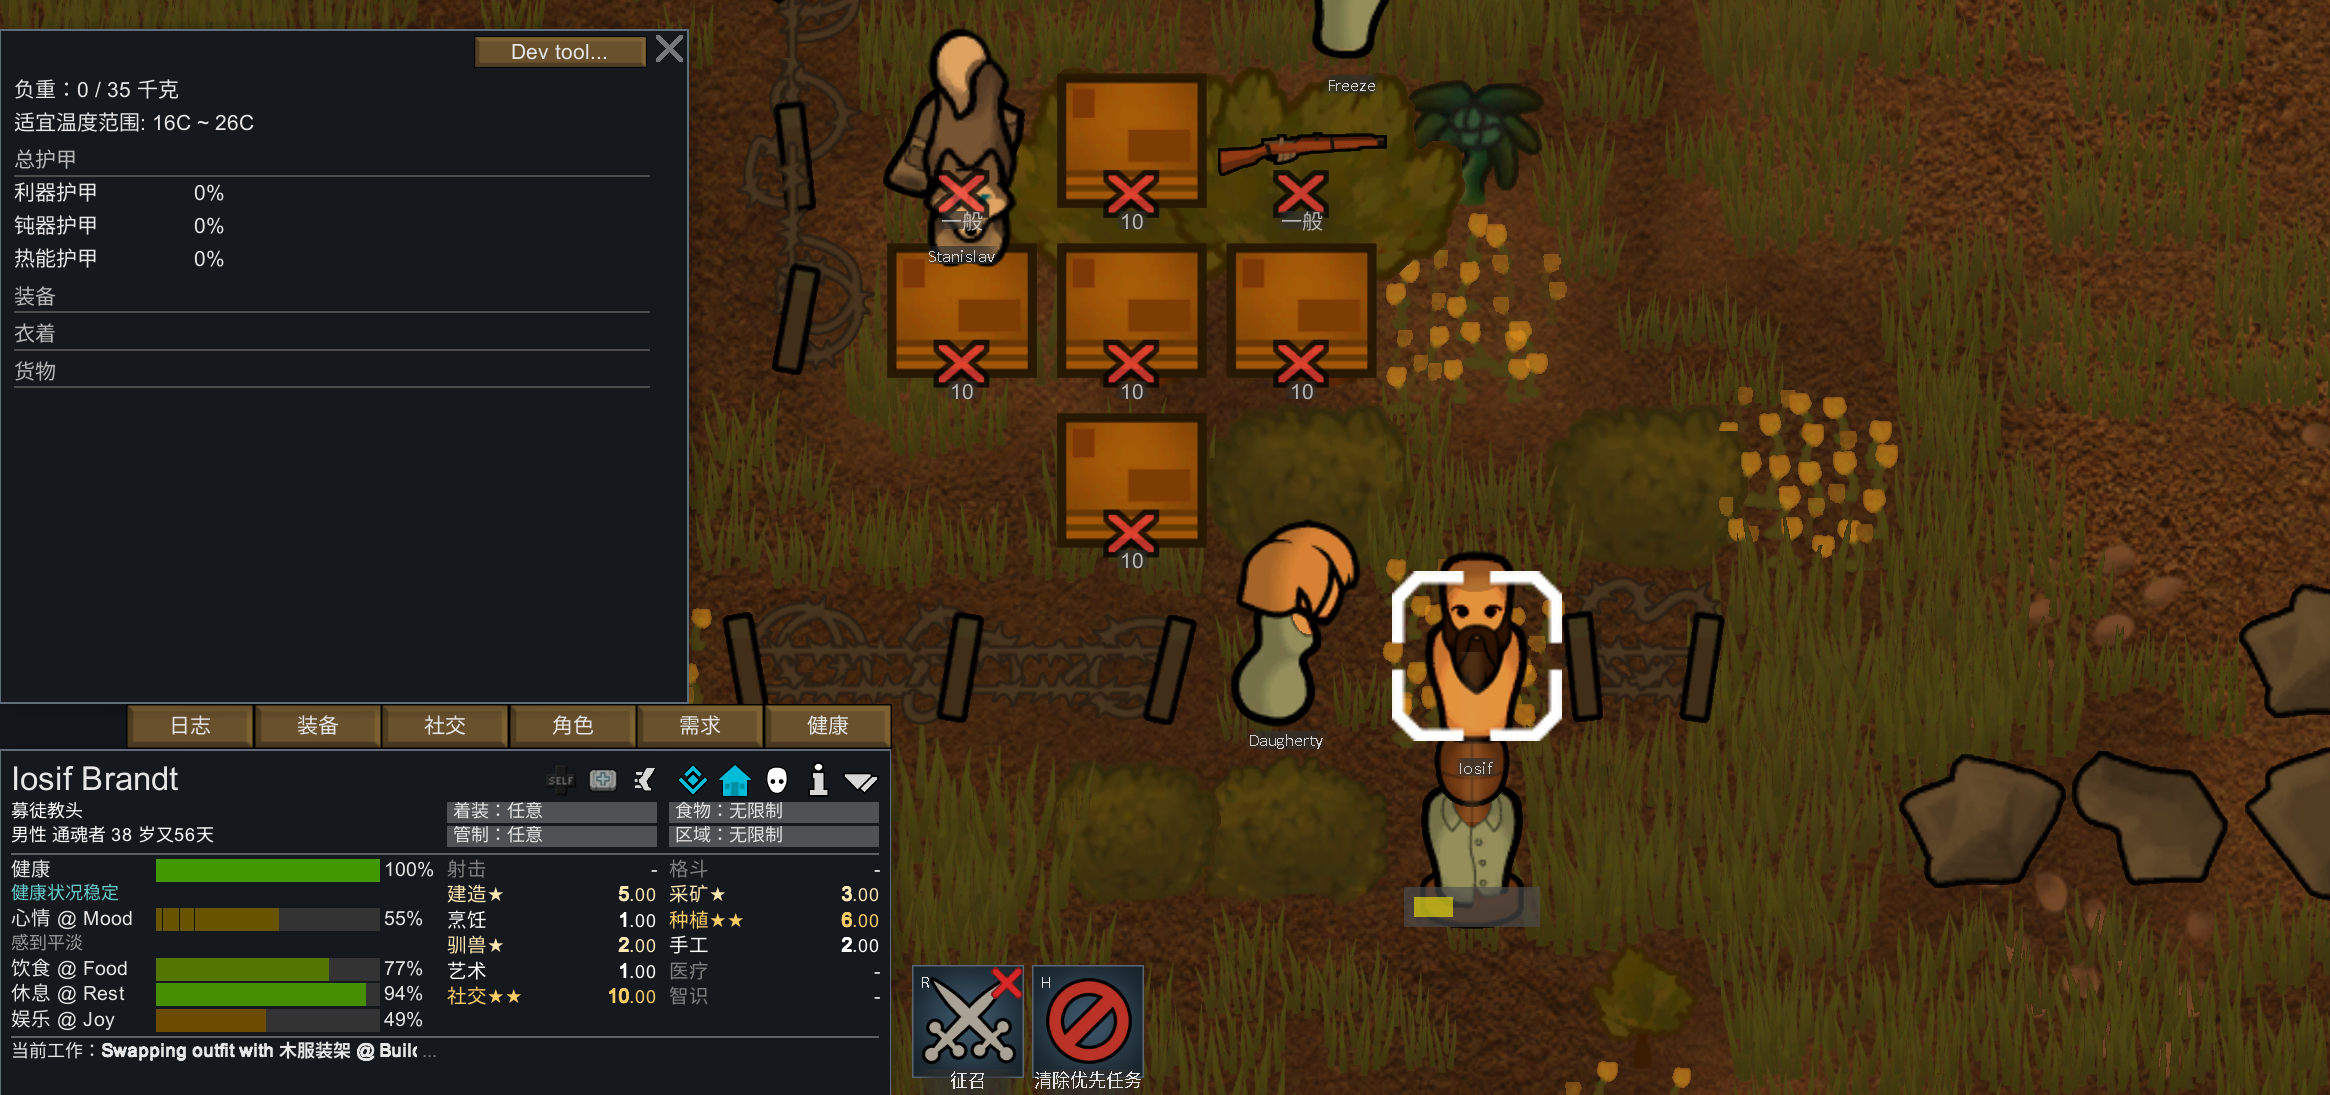 Dev tool...
负重：0 / 35 千克
适宜温度范围: 16C ~ 26C
总护甲
利器护甲 0%
钝器护甲 0%
热能护甲 0%
装备
衣着
货物
日志 装备 社交 角色 需求 健康
Iosif Brandt
SELF
募徒教头
男性 通魂者 38 岁又56天
着装：任意 食物：无限制
管制：任意 区域：无限制
健康 100%
健康状况稳定
心情 @ Mood 55%
感到平淡
饮食 @ Food 77%
休息 @ Rest 94%
娱乐 @ Joy 49%
射击 - 格斗 -
建造★ 5.00 采矿★ 3.00
烹饪 1.00 种植★★ 6.00
驯兽★ 2.00 手工 2.00
艺术 1.00 医疗 -
社交★★ 10.00 智识 -
当前工作：Swapping outfit with 木服装架 @ Builc ...
Freeze
一般 10 一般
Stanislav
10 10 10
10
Daugherty
Iosif
R H
征召 清除优先任务